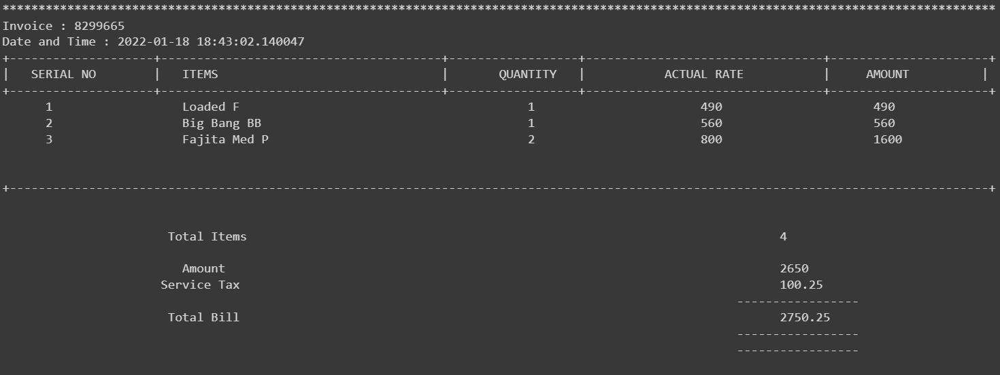 ******************************************************************************************************************************************
Invoice : 8299665
Date and Time : 2022-01-18 18:43:02.140047
+--------------------+---------------------------------------+------------------+---------------------------------+----------------------+
|   SERIAL NO        |   ITEMS                               |       QUANTITY   |           ACTUAL RATE           |     AMOUNT          |
+--------------------+---------------------------------------+------------------+---------------------------------+----------------------+
      1                  Loaded F                                        1                       490                     490
      2                  Big Bang BB                                     1                       560                     560
      3                  Fajita Med P                                    2                       800                     1600
+----------------------------------------------------------------------------------------------------------------------------------------+
Total Items 4
Amount 2650
Service Tax 100.25
-----------------
Total Bill 2750.25
-----------------
-----------------